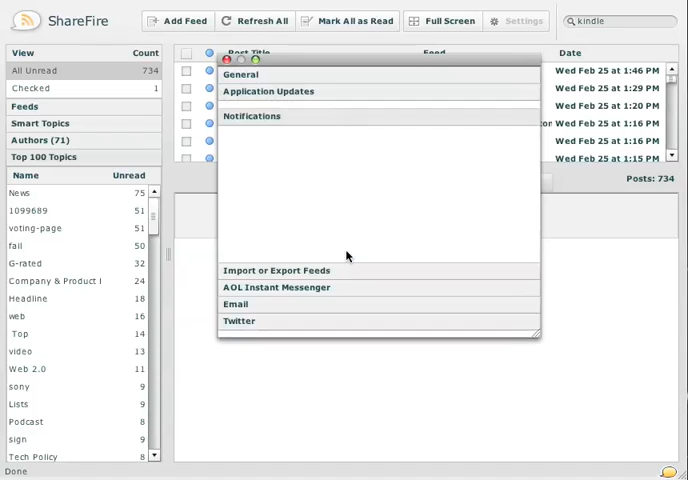 ShareFire
Add Feed
Refresh All
Mark All as Read
Full Screen
Settings
kindle
View Count
All Unread 734
Checked 1
Feeds
Smart Topics
Authors (71)
Top 100 Topics
Name Unread
News 75
1099689 51
voting-page 51
fail 50
G-rated 32
Company & Product I 24
Headline 18
web 16
Top 14
video 13
Web 2.0 11
sony 9
Lists 9
Podcast 8
sign 9
Tech Policy 8
Post Title Feed Date
Wed Feb 25 at 1:46 PM
Wed Feb 25 at 1:29 PM
Wed Feb 25 at 1:20 PM
Wed Feb 25 at 1:16 PM
Wed Feb 25 at 1:16 PM
Wed Feb 25 at 1:15 PM
Posts: 734
General
Application Updates
Notifications
Import or Export Feeds
AOL Instant Messenger
Email
Twitter
Done